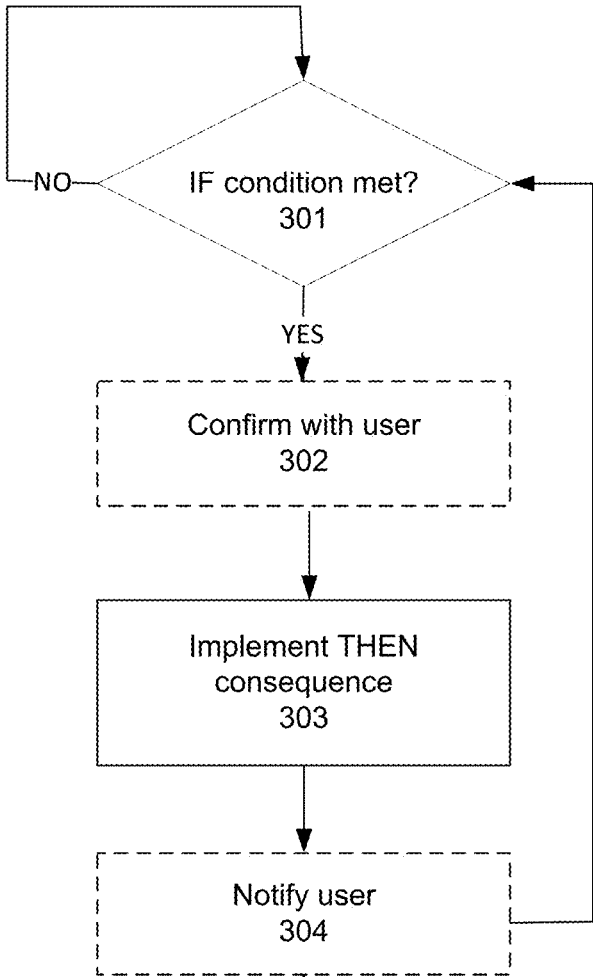 IF condition met?
301
NO
YES
Confirm with user
302
Implement THEN
consequence
303
Notify user
304